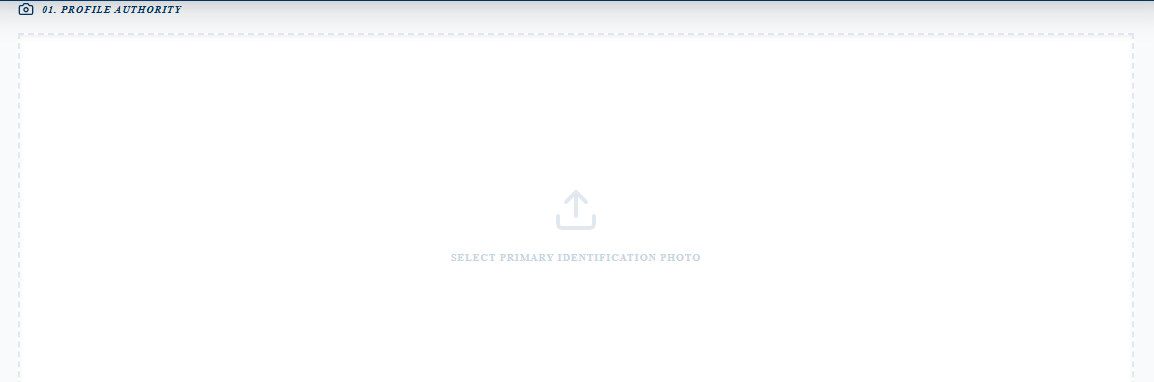 01. PROFILE AUTHORITY
SELECT PRIMARY IDENTIFICATION PHOTO